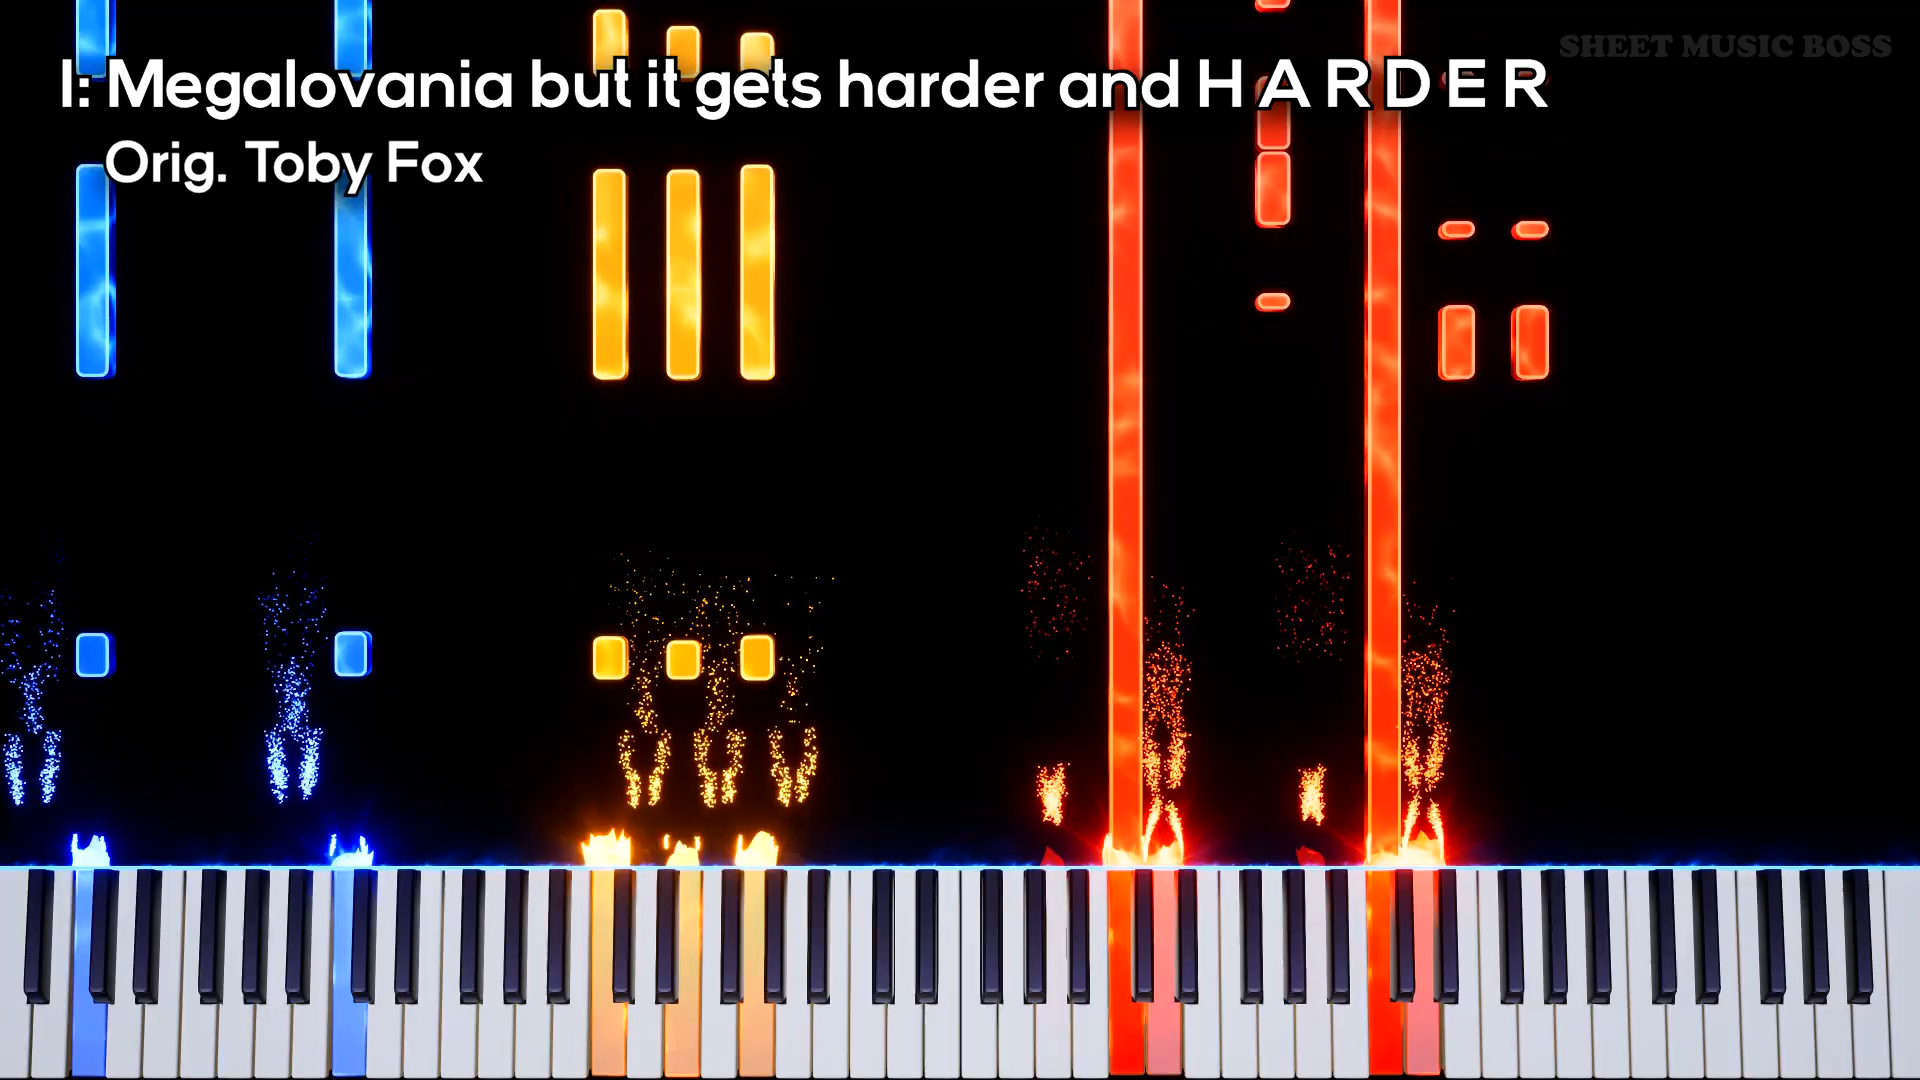 SHEET MUSIC BOSS
I: Megalovania but it gets harder and H A R D E R
Orig. Toby Fox